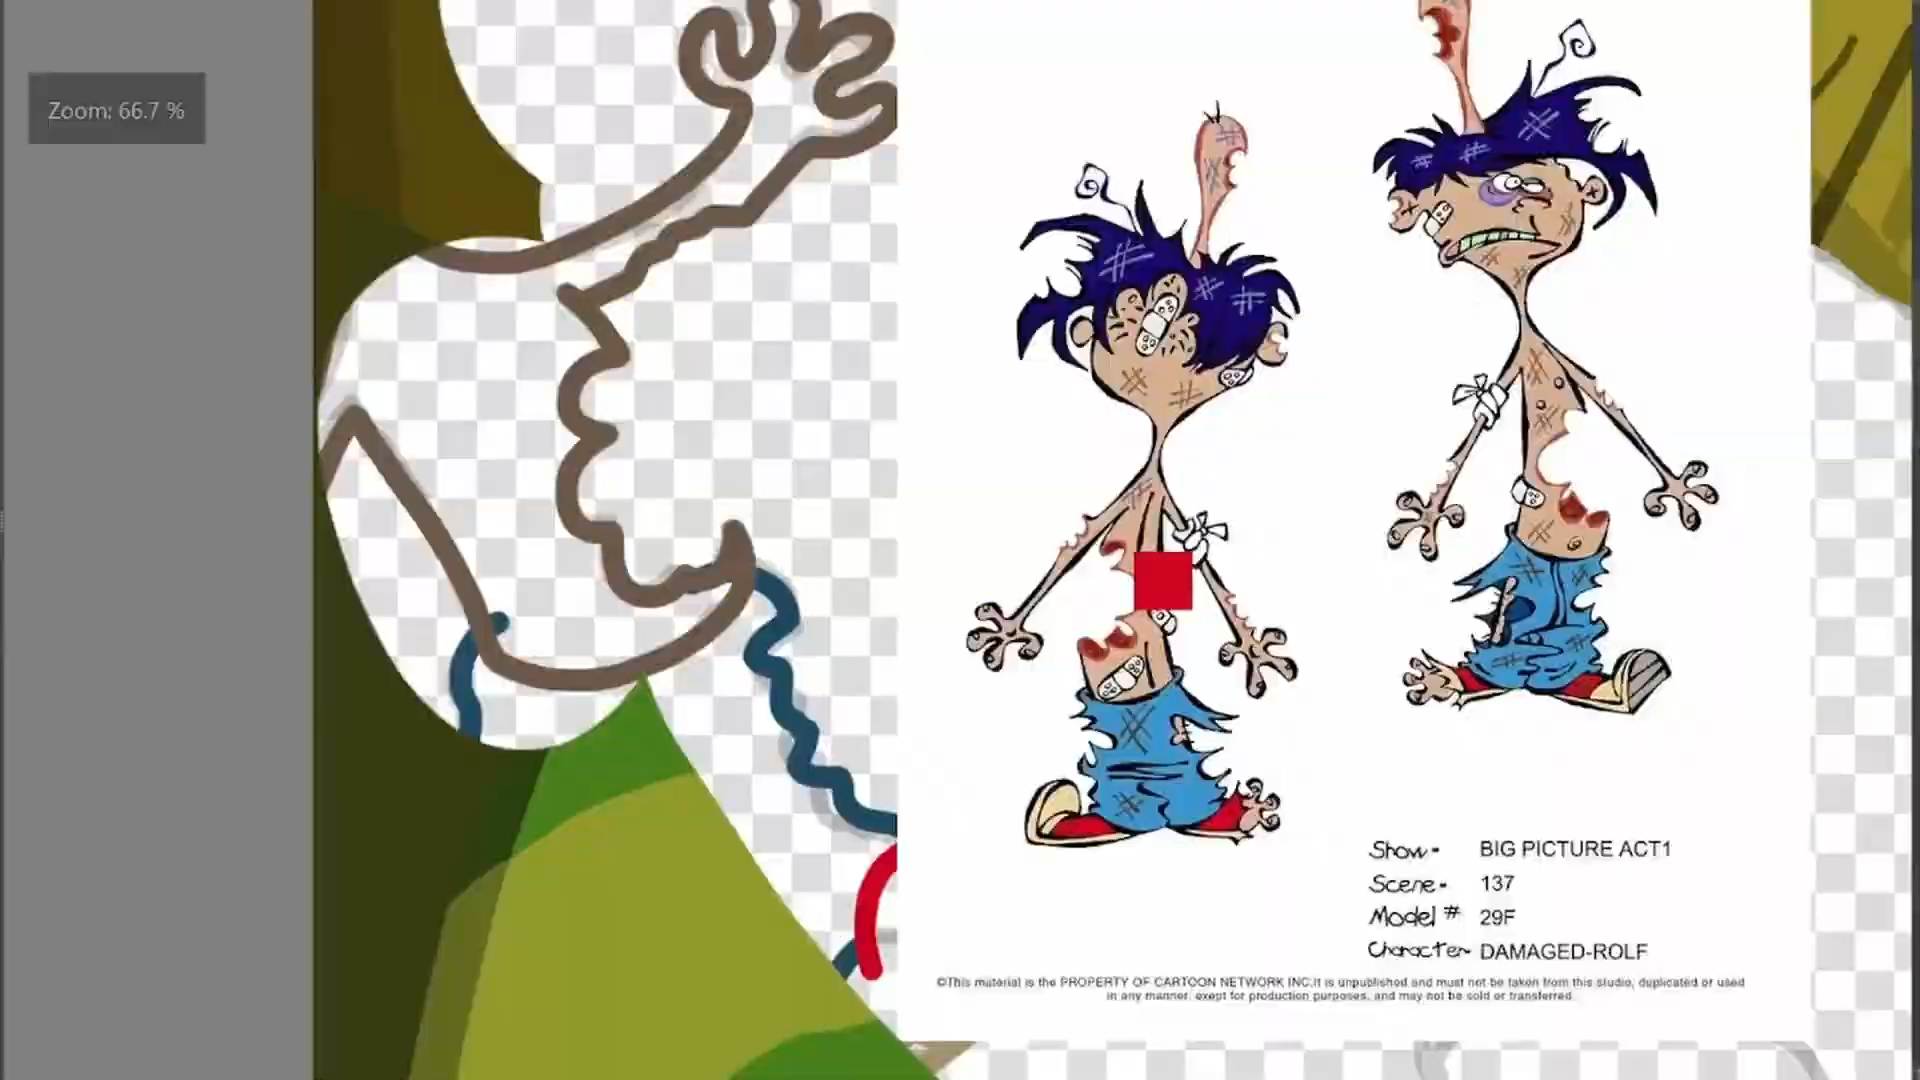 Zoom: 66.7 %
Show- BIG PICTURE ACT1
Scene- 137
Model # 29F
Character- DAMAGED-ROLF
©This material is the PROPERTY OF CARTOON NETWORK INC.it is unpublished and must not be taken from this studio, duplicated or used
in any manner, exept for production purposes, and may not be sold or transferred.